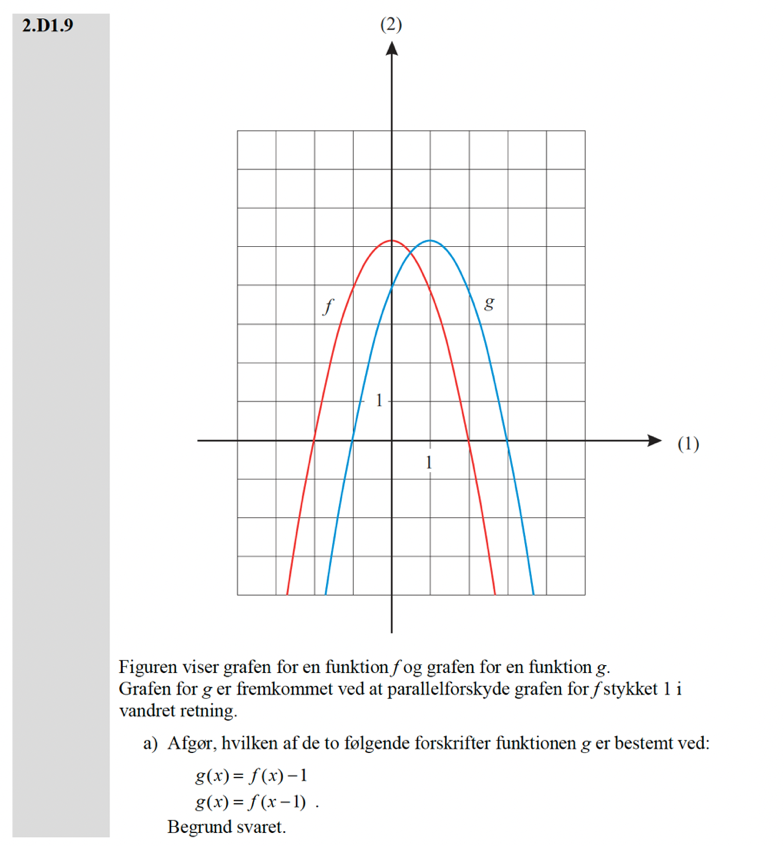 2.D1.9
(2)
f
g
1
(1)
1
Figuren viser grafen for en funktion f og grafen for en funktion g.
Grafen for g er fremkommet ved at parallelforskyde grafen for f stykket 1 i
vandret retning.
a) Afgør, hvilken af de to følgende forskrifter funktionen g er bestemt ved:
g(x) = f(x) − 1
g(x) = f(x − 1) .
Begrund svaret.